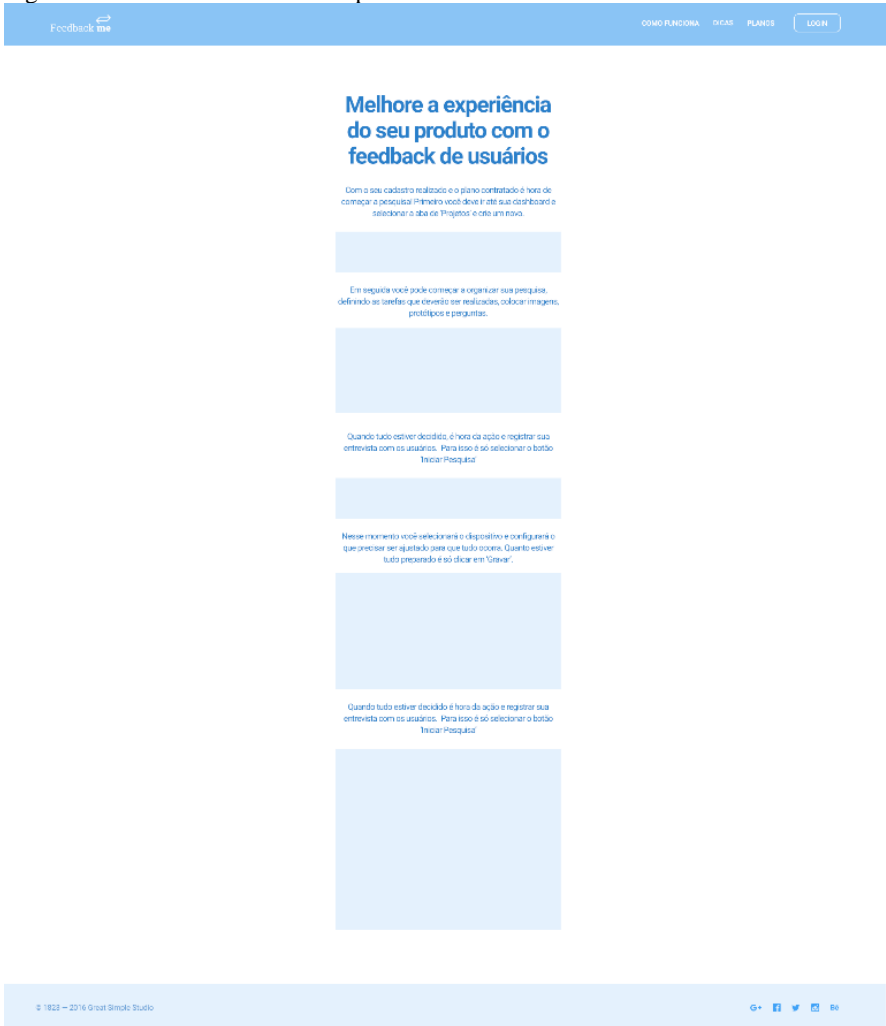 Feedback me
COMO FUNCIONA DICAS PLANOS LOGIN
Melhore a experiência
do seu produto com o
feedback de usuários
Com o seu cadastro realizado e o plano contratado é hora de
começar a pesquisa! Primeiro você deve ir até sua dashboard e
selecionar a aba de 'Projetos' e crie um novo.
Em seguida você pode começar a organizar sua pesquisa,
definindo as tarefas que deverão ser realizadas, colocar imagens,
protótipos e perguntas.
Quando tudo estiver decidido, é hora da ação e registrar sua
entrevista com os usuários. Para isso é só selecionar o botão
'Iniciar Pesquisa'
Nesse momento você selecionará o dispositivo e configurará o
que precisar ser ajustado para que tudo ocorra. Quanto estiver
tudo preparado é só clicar em 'Gravar'.
Quando tudo estiver decidido é hora da ação e registrar sua
entrevista com os usuários. Para isso é só selecionar o botão
'Iniciar Pesquisa'
© 1823 — 2016 Great Simple Studio
G+ Bē